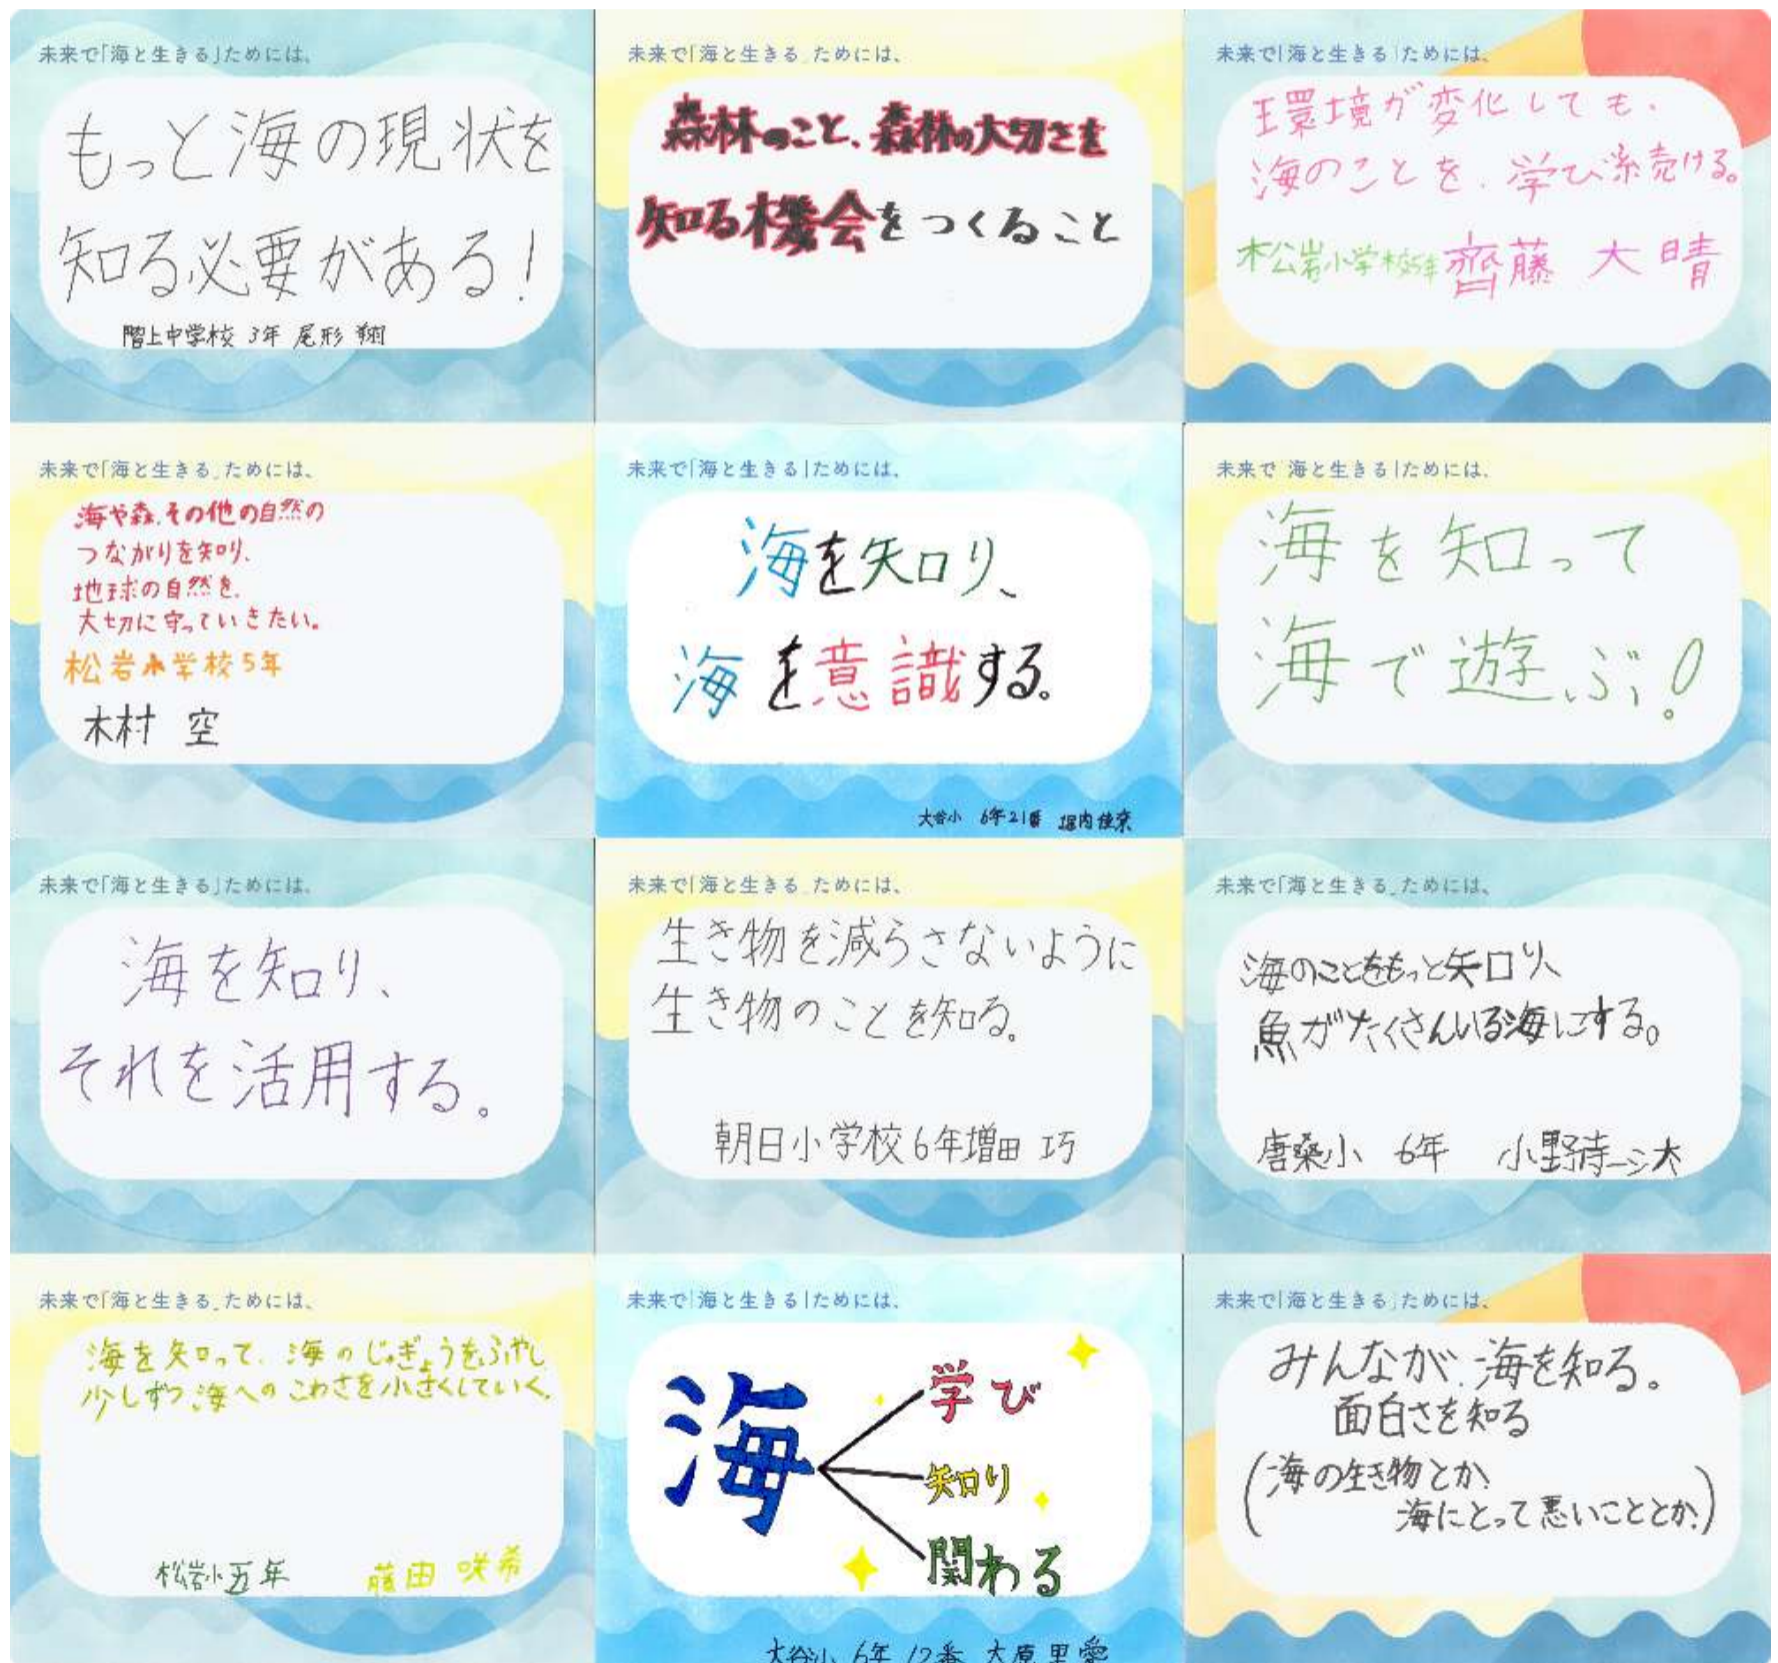 未来で「海と生きる」ためには、
もっと海の現状を
知る必要がある!
階上中学校 3年 尾形 翔
未来で「海と生きる」ためには、
森林のこと、森林の大切さを
知る機会をつくること
未来で「海と生きる」ためには、
環境が変化しても、
海のことを、学び続ける。
松岩小学校5年 齊藤 大晴
未来で「海と生きる」ためには、
海や森、その他の自然の
つながりを知り、
地球の自然を、
大切に守っていきたい。
松岩小学校5年
木村 空
未来で「海と生きる」ためには、
海を知り、
海を意識する。
大谷小 6年21番 堀内佳奈
未来で「海と生きる」ためには、
海を知って
海で遊ぶ!
未来で「海と生きる」ためには、
海を知り、
それを活用する。
未来で「海と生きる」ためには、
生き物を減らさないように
生き物のことを知る。
朝日小学校6年増田 巧
未来で「海と生きる」ためには、
海のことをもっと知り、
魚がたくさんいる海にする。
唐桑小 6年 小野寺
未来で「海と生きる」ためには、
海を知って、海のじゅぎょうをふやし
少しずつ海へのこわさを小さくしていく。
松岩小五年 藤田 咲希
未来で「海と生きる」ためには、
海
学び
知り
関わる
大谷小 6年 12番 大原里愛
未来で「海と生きる」ためには、
みんなが、海を知る。
面白さを知る
(海の生き物とか、
海にとって悪いこととか、)